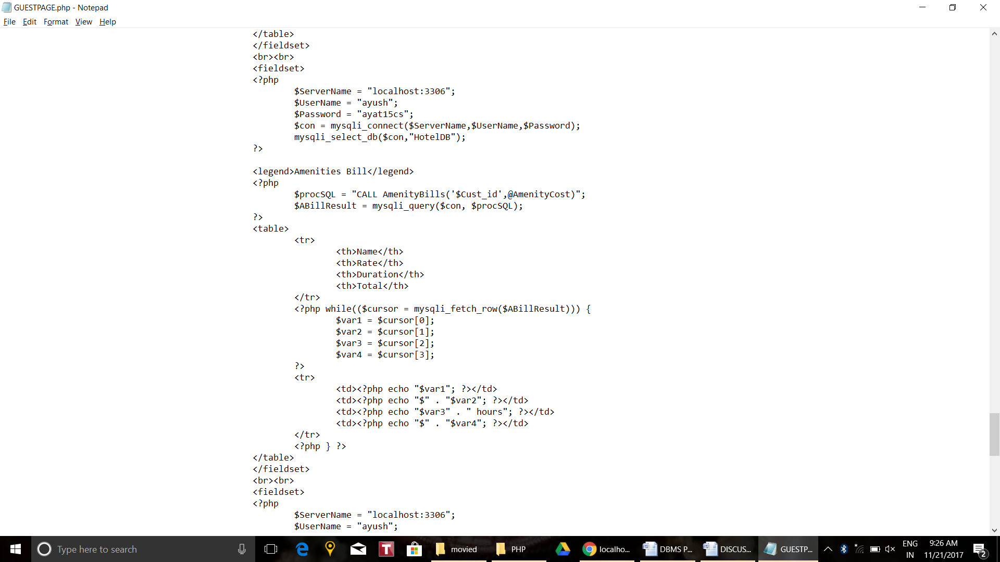 GUESTPAGE.php - Notepad
File Edit Format View Help
</table>
</fieldset>
<br><br>
<fieldset>
<?php
$ServerName = "localhost:3306";
$UserName = "ayush";
$Password = "ayat15cs";
$con = mysqli_connect($ServerName,$UserName,$Password);
mysqli_select_db($con,"HotelDB");
?>
<legend>Amenities Bill</legend>
<?php
$procSQL = "CALL AmenityBills('$Cust_id',@AmenityCost)";
$ABillResult = mysqli_query($con, $procSQL);
?>
<table>
<tr>
<th>Name</th>
<th>Rate</th>
<th>Duration</th>
<th>Total</th>
</tr>
<?php while(($cursor = mysqli_fetch_row($ABillResult))) {
$var1 = $cursor[0];
$var2 = $cursor[1];
$var3 = $cursor[2];
$var4 = $cursor[3];
?>
<tr>
<td><?php echo "$var1"; ?></td>
<td><?php echo "$" . "$var2"; ?></td>
<td><?php echo "$var3" . " hours"; ?></td>
<td><?php echo "$" . "$var4"; ?></td>
</tr>
<?php } ?>
</table>
</fieldset>
<br><br>
<fieldset>
<?php
$ServerName = "localhost:3306";
$UserName = "ayush";
Type here to search
T
movied
PHP
localho...
DBMS P...
DISCUS...
GUESTP...
ENG
IN
9:26 AM
11/21/2017
2